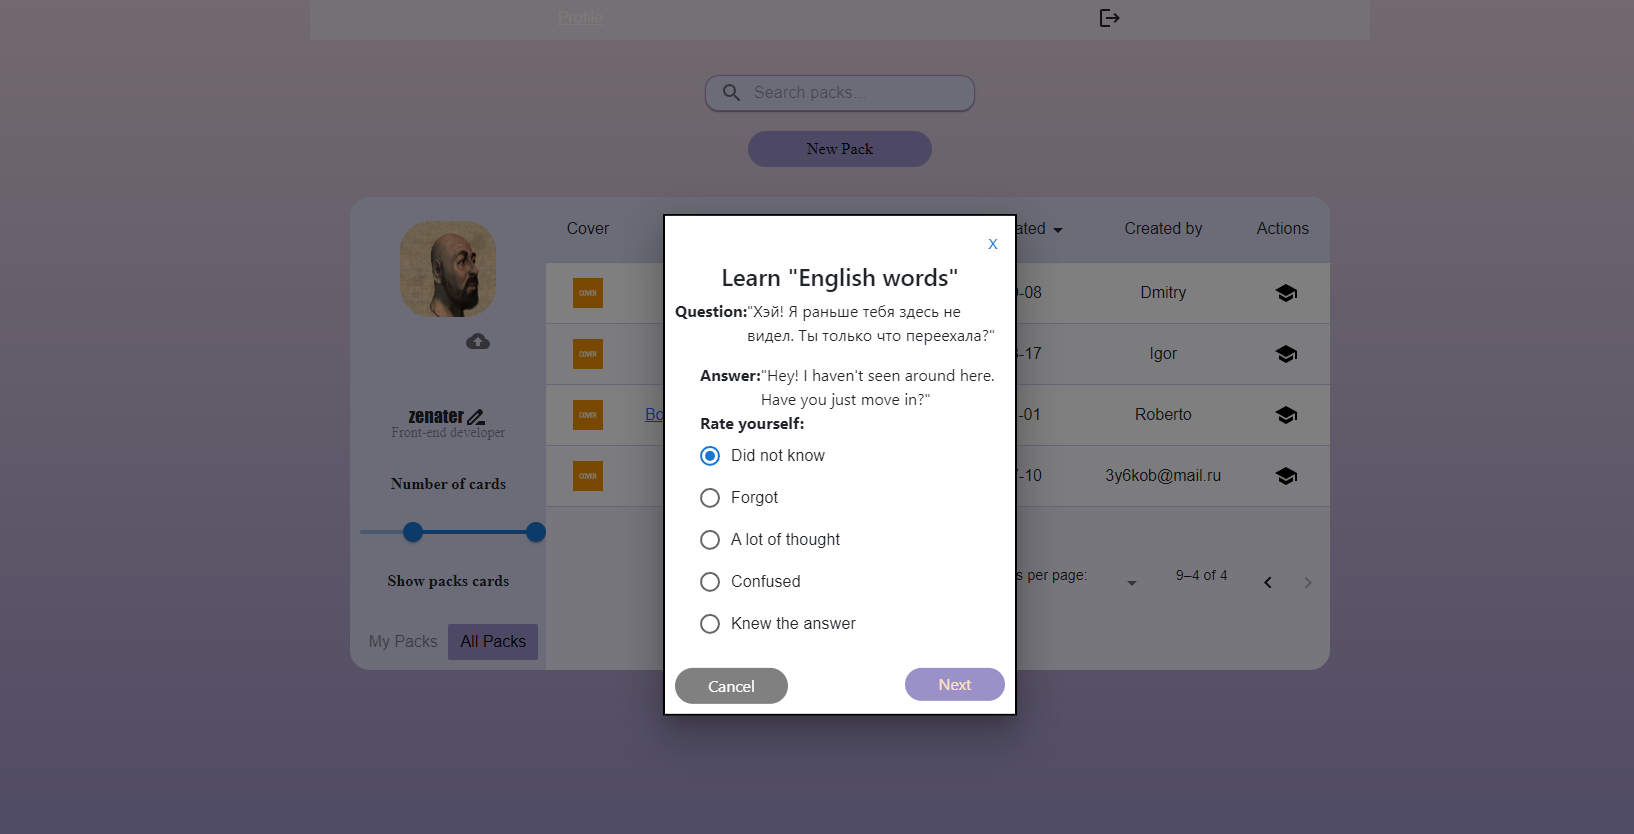 Profile
Search packs...
New Pack
Cover
ated
Created by
Actions
X
Learn "English words"
Question:"Хэй! Я раньше тебя здесь не
видел. Ты только что переехала?"
Answer:"Hey! I haven't seen around here.
Have you just move in?"
Rate yourself:
Did not know
Forgot
A lot of thought
Confused
Knew the answer
Cancel
Next
COVER
-08
Dmitry
COVER
-17
Igor
COVER
Bo
-01
Roberto
COVER
-10
3y6kob@mail.ru
s per page:
9–4 of 4
zenater
Front-end developer
Number of cards
Show packs cards
My Packs
All Packs